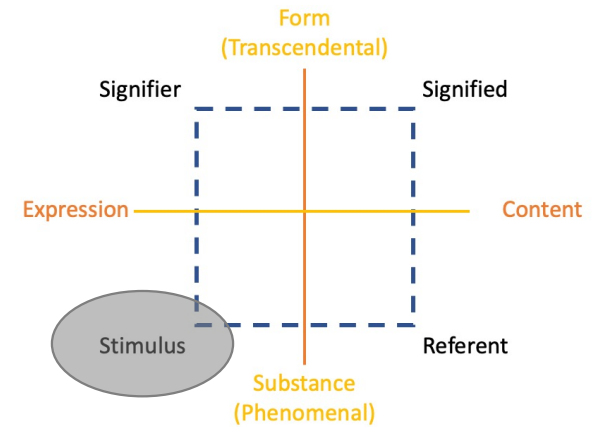 Form
(Transcendental)
Signifier
Signified
Expression
Content
Stimulus
Referent
Substance
(Phenomenal)